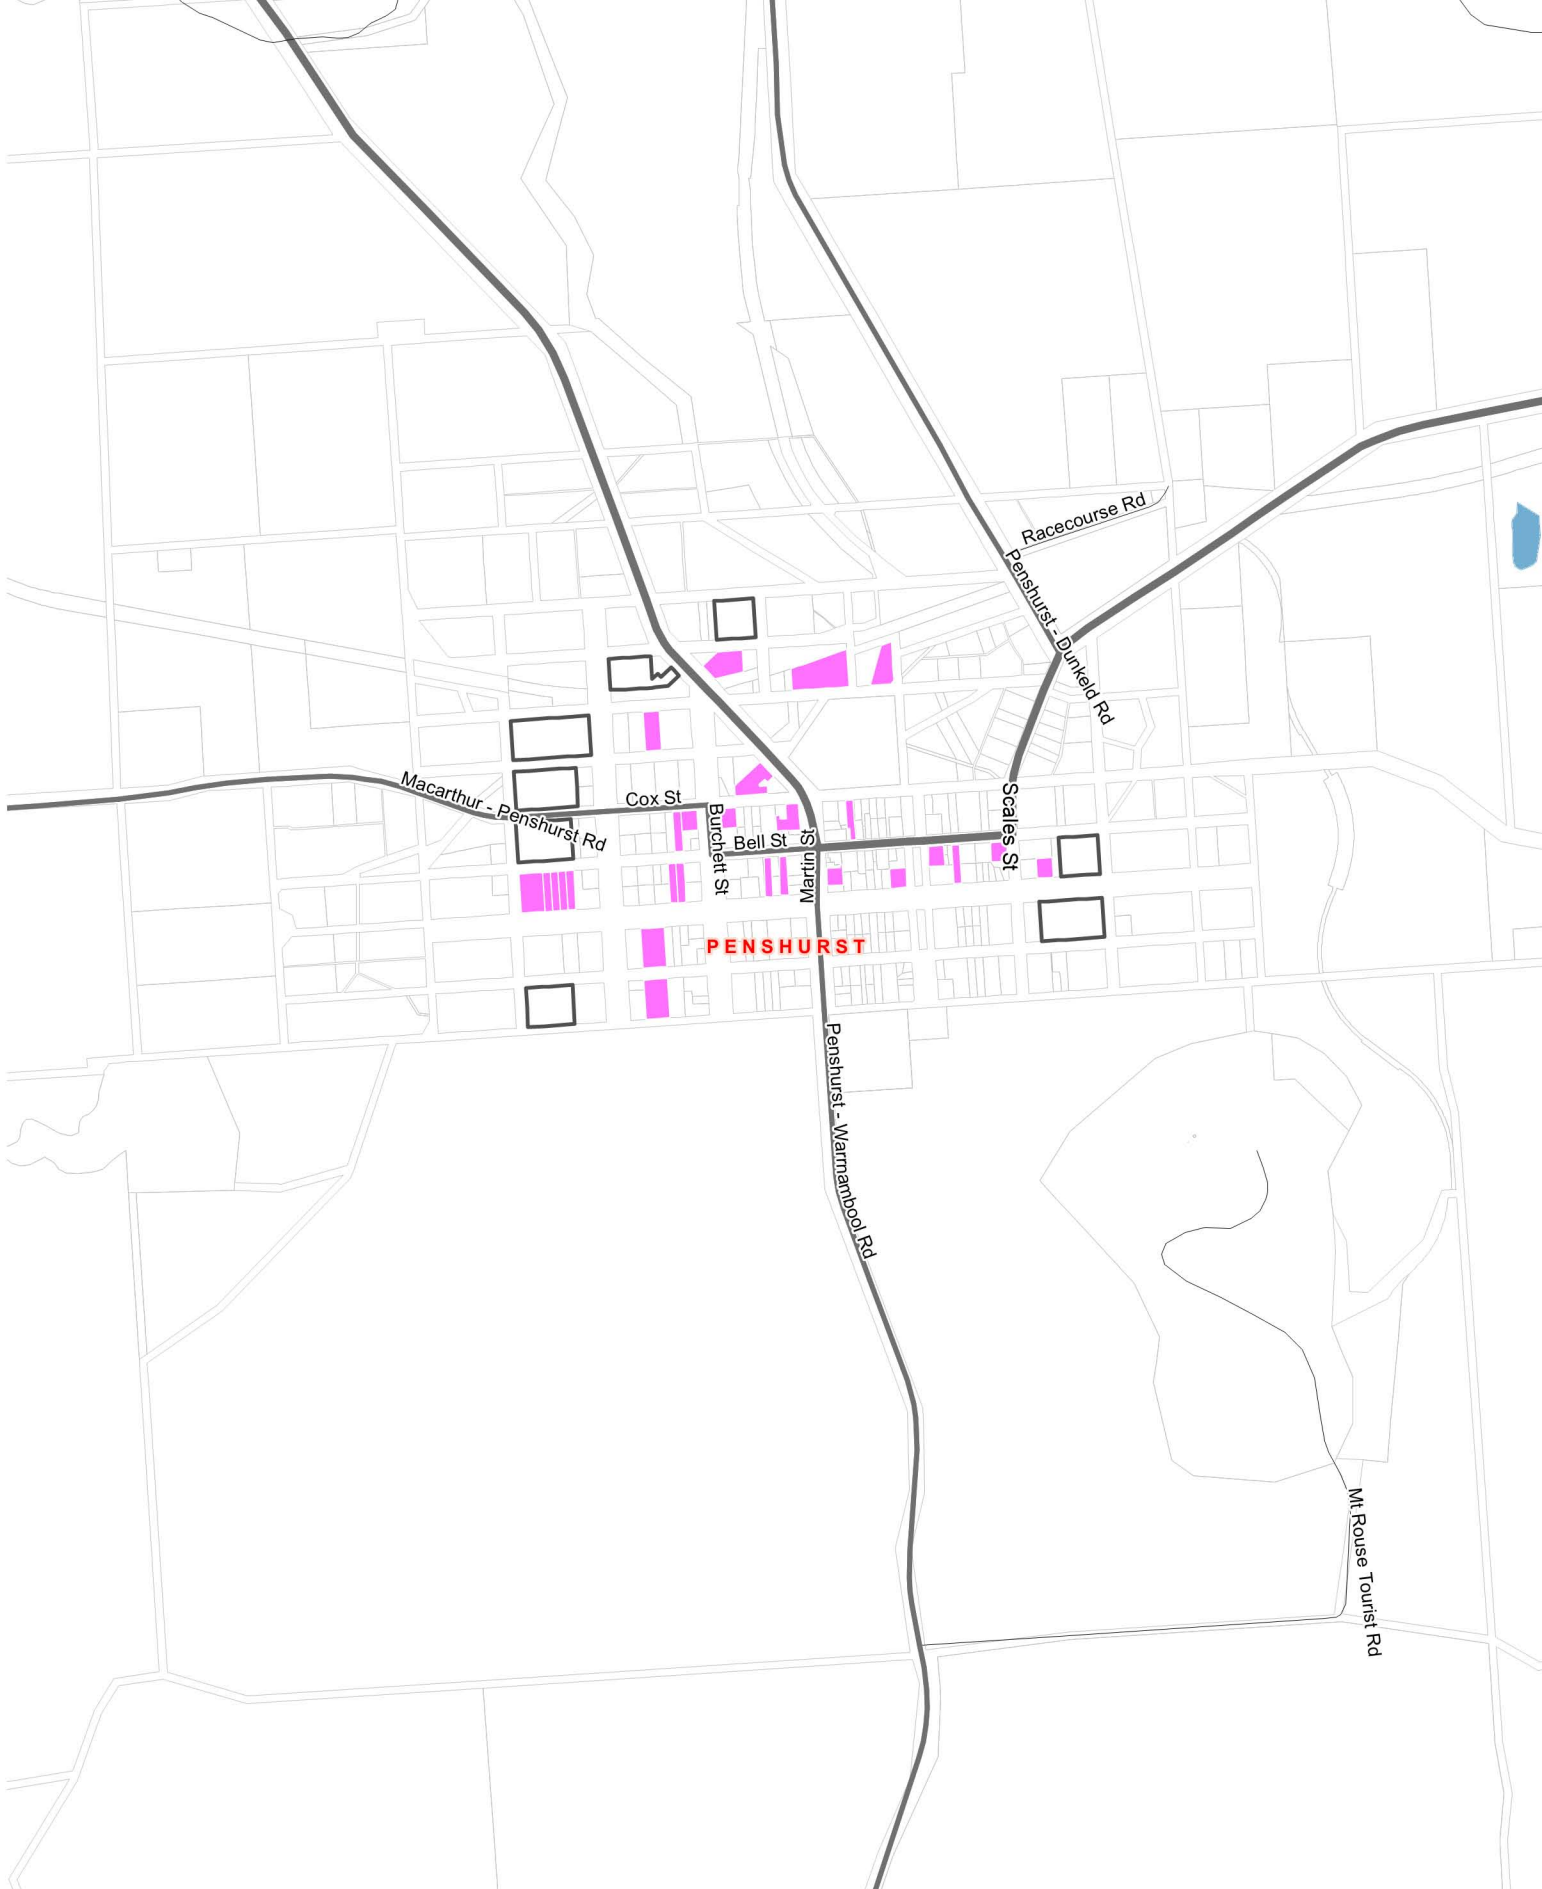 Racecourse Rd
Penshurst - Dunkeld Rd
Macarthur - Penshurst Rd
Cox St
Burchett St
Bell St
Martin St
Scales St
PENSHURST
Penshurst - Warrnambool Rd
Mt Rouse Tourist Rd